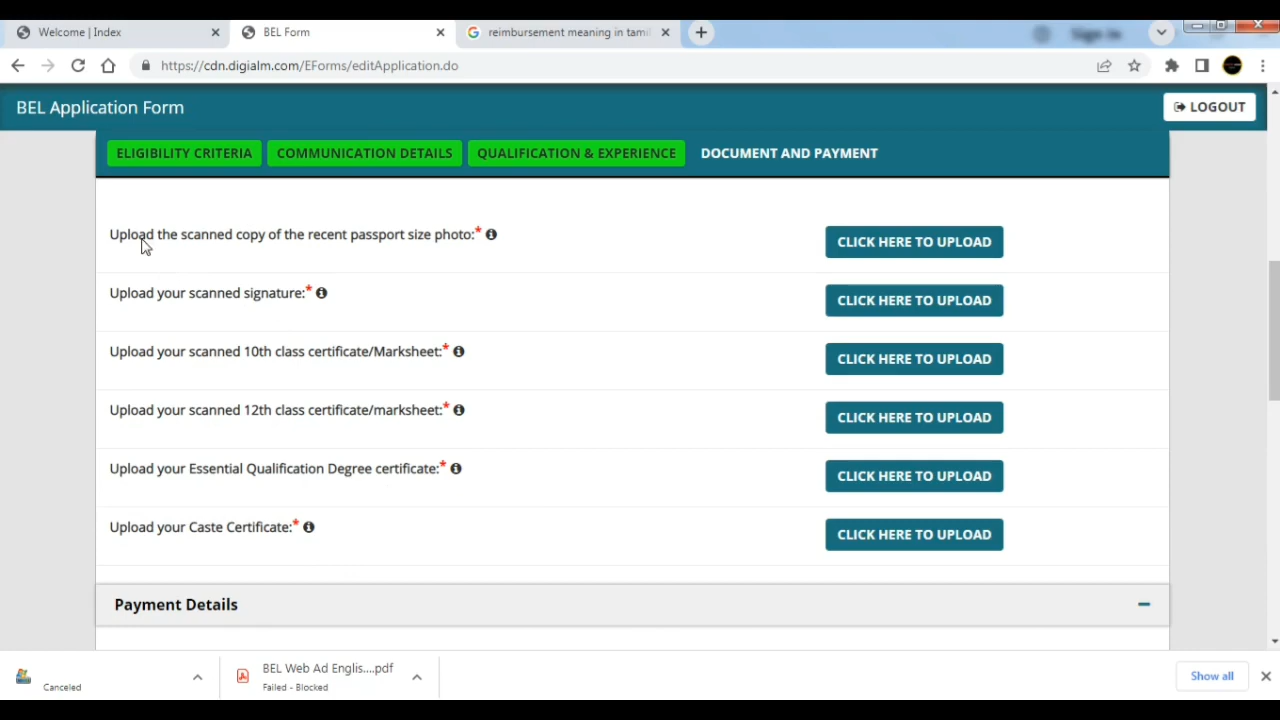 Welcome | Index
BEL Form
reimbursement meaning in tamil
https://cdn.digialm.com/EForms/editApplication.do
BEL Application Form
LOGOUT
ELIGIBILITY CRITERIA
COMMUNICATION DETAILS
QUALIFICATION & EXPERIENCE
DOCUMENT AND PAYMENT
Upload the scanned copy of the recent passport size photo:*
CLICK HERE TO UPLOAD
Upload your scanned signature:*
CLICK HERE TO UPLOAD
Upload your scanned 10th class certificate/Marksheet:*
CLICK HERE TO UPLOAD
Upload your scanned 12th class certificate/marksheet:*
CLICK HERE TO UPLOAD
Upload your Essential Qualification Degree certificate:*
CLICK HERE TO UPLOAD
Upload your Caste Certificate:*
CLICK HERE TO UPLOAD
Payment Details
Canceled
BEL Web Ad Englis....pdf
Failed - Blocked
Show all